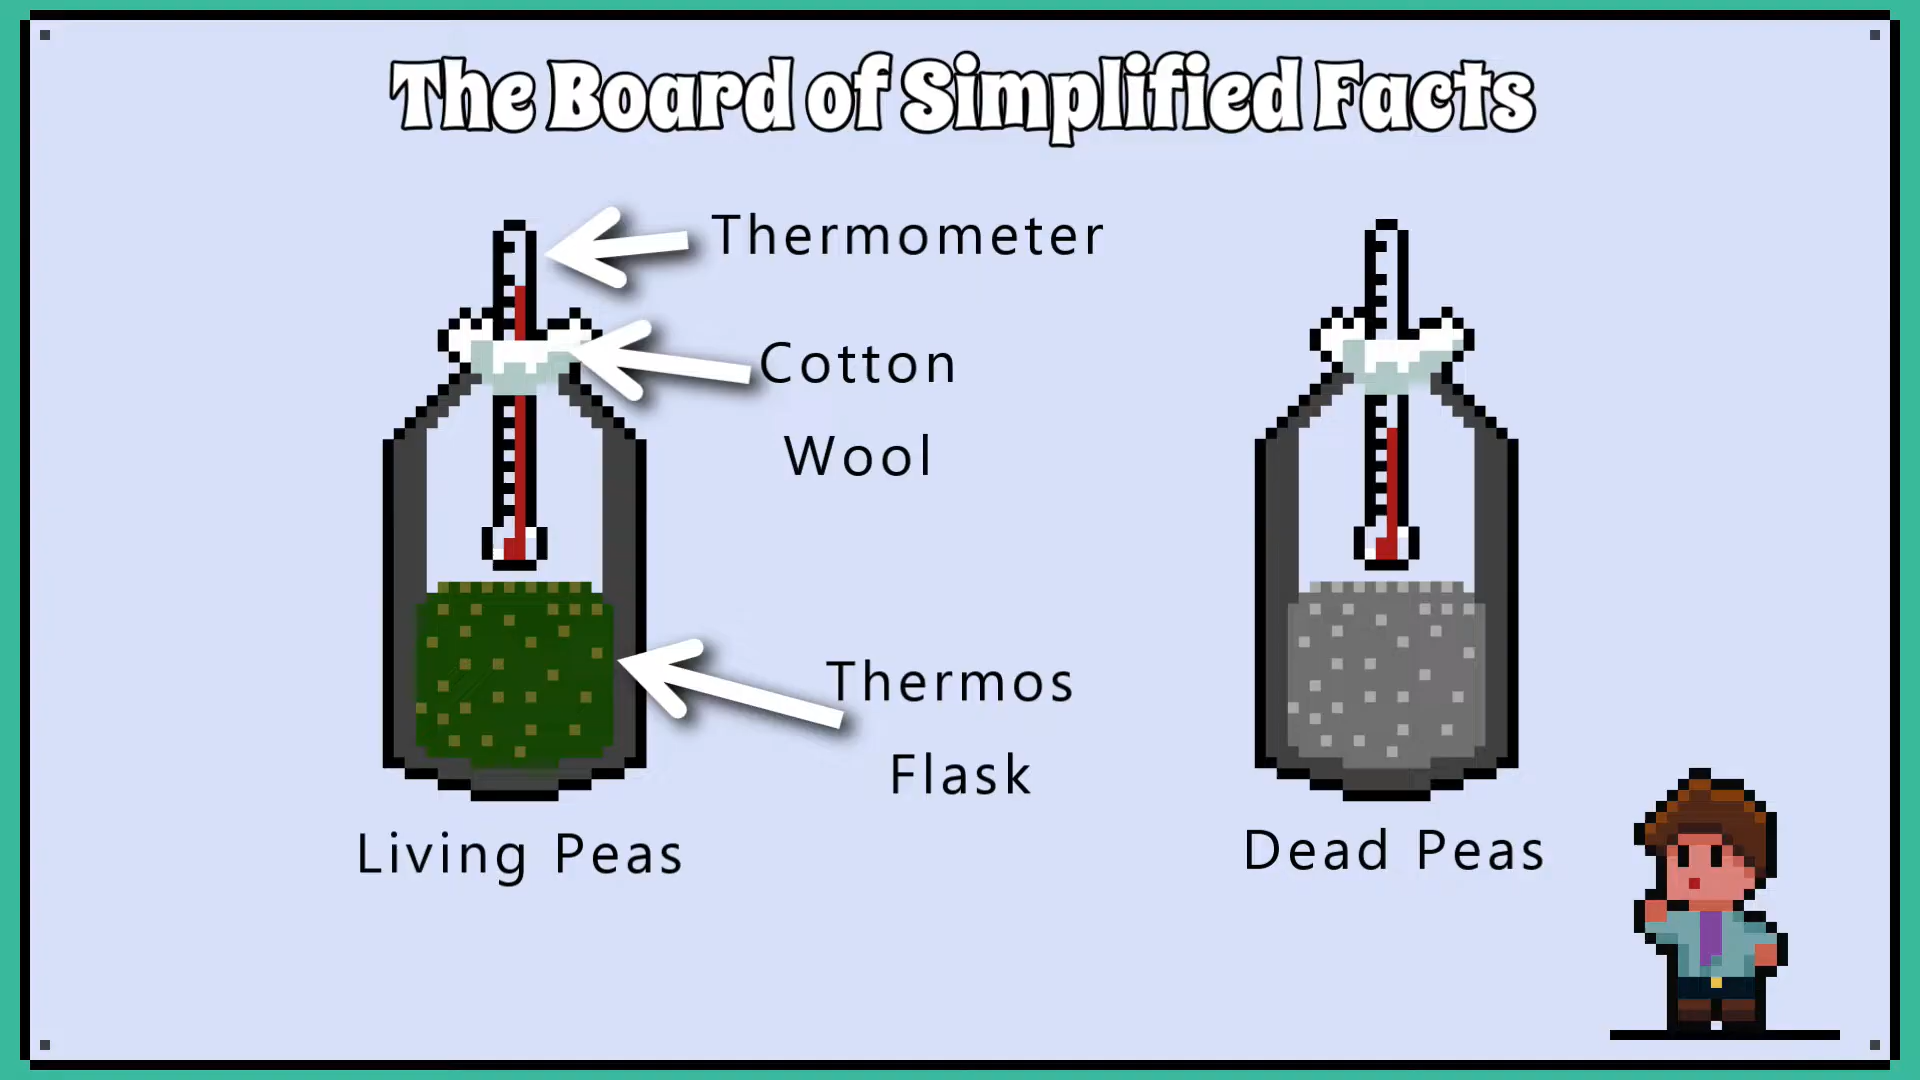 The Board of Simplified Facts
Thermometer
Cotton
Wool
Thermos
Flask
Living Peas
Dead Peas